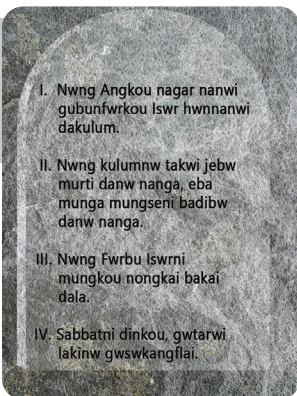 I. Nwng Angkou nagar nanwi
gubunfwrkou Iswr hwnnanwi
dakulum.
II. Nwng kulumnw takwi jebw
murti danw nanga, eba
munga mungseni badibw
danw nanga.
III. Nwng Fwrbu Iswrni
mungkou nongkai bakai
dala.
IV. Sabbatni dinkou, gwtarwi
lakinw gwswkangflai.